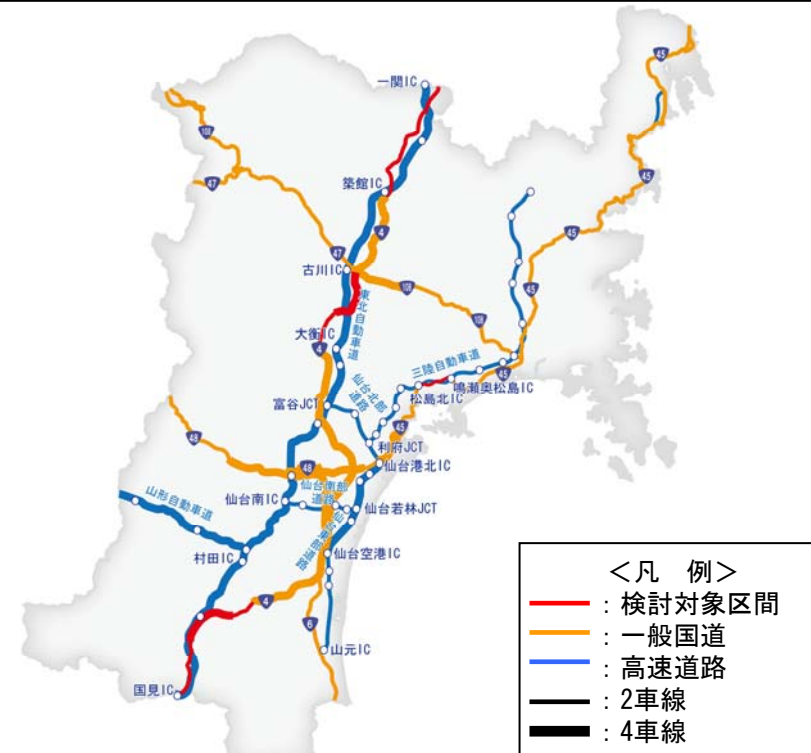 一関IC
45
108
47
築館IC
45
4
45
47
古川IC
108
45
東北自動車道
大衡IC
4
108
三陸自動車道
45
鳴瀬奥松島IC
松島北IC
富谷JCT
仙台北部
道路
45
48
利府JCT
48
仙台港北IC
仙台南部
道路
仙台南IC
山形自動車道
仙台若林JCT
仙台東部道路
仙台空港IC
村田IC
4
6
山元IC
国見IC
＜凡 例＞
：検討対象区間
：一般国道
：高速道路
：2車線
：4車線